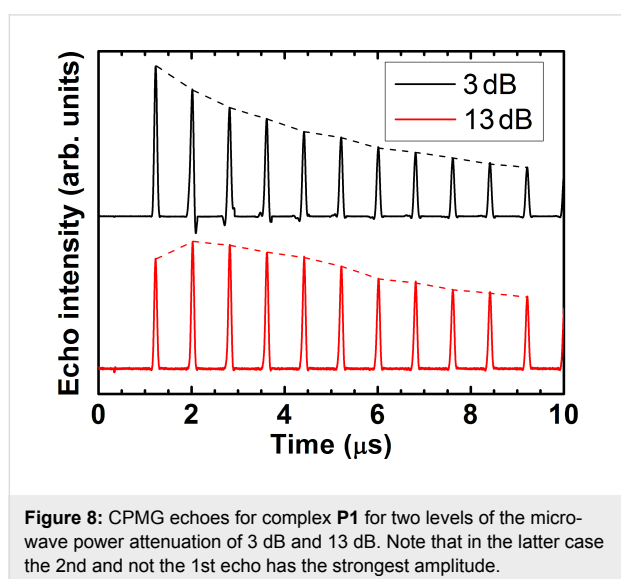 3 dB
13 dB
Echo intensity (arb. units)
0 2 4 6 8 10
Time (μs)
Figure 8: CPMG echoes for complex P1 for two levels of the micro-
wave power attenuation of 3 dB and 13 dB. Note that in the latter case
the 2nd and not the 1st echo has the strongest amplitude.